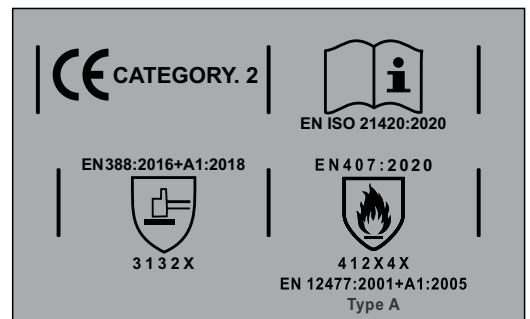 CE CATEGORY. 2
i
EN ISO 21420:2020
EN388:2016+A1:2018
3132X
EN407:2020
412X4X
EN 12477:2001+A1:2005
Type A